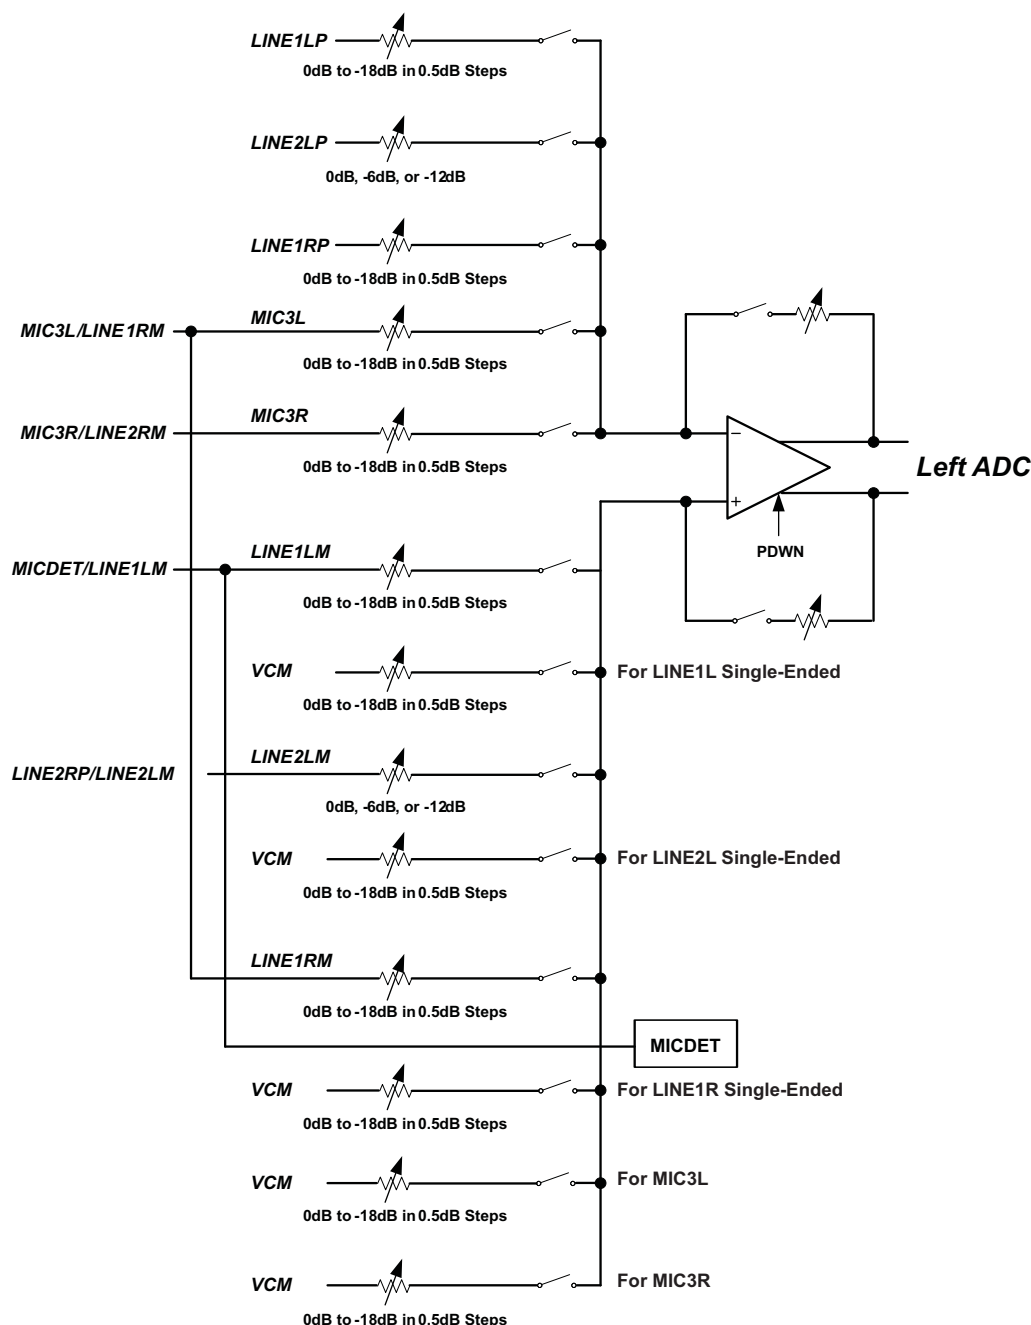 LINE1LP
0dB to -18dB in 0.5dB Steps
LINE2LP
0dB, -6dB, or -12dB
LINE1RP
0dB to -18dB in 0.5dB Steps
MIC3L/LINE1RM
MIC3L
0dB to -18dB in 0.5dB Steps
MIC3R/LINE2RM
MIC3R
0dB to -18dB in 0.5dB Steps
−
+
Left ADC
PDWN
MICDET/LINE1LM
LINE1LM
0dB to -18dB in 0.5dB Steps
VCM
For LINE1L Single-Ended
0dB to -18dB in 0.5dB Steps
LINE2RP/LINE2LM
LINE2LM
0dB, -6dB, or -12dB
VCM
For LINE2L Single-Ended
0dB to -18dB in 0.5dB Steps
LINE1RM
0dB to -18dB in 0.5dB Steps
MICDET
VCM
For LINE1R Single-Ended
0dB to -18dB in 0.5dB Steps
VCM
For MIC3L
0dB to -18dB in 0.5dB Steps
VCM
For MIC3R
0dB to -18dB in 0.5dB Steps